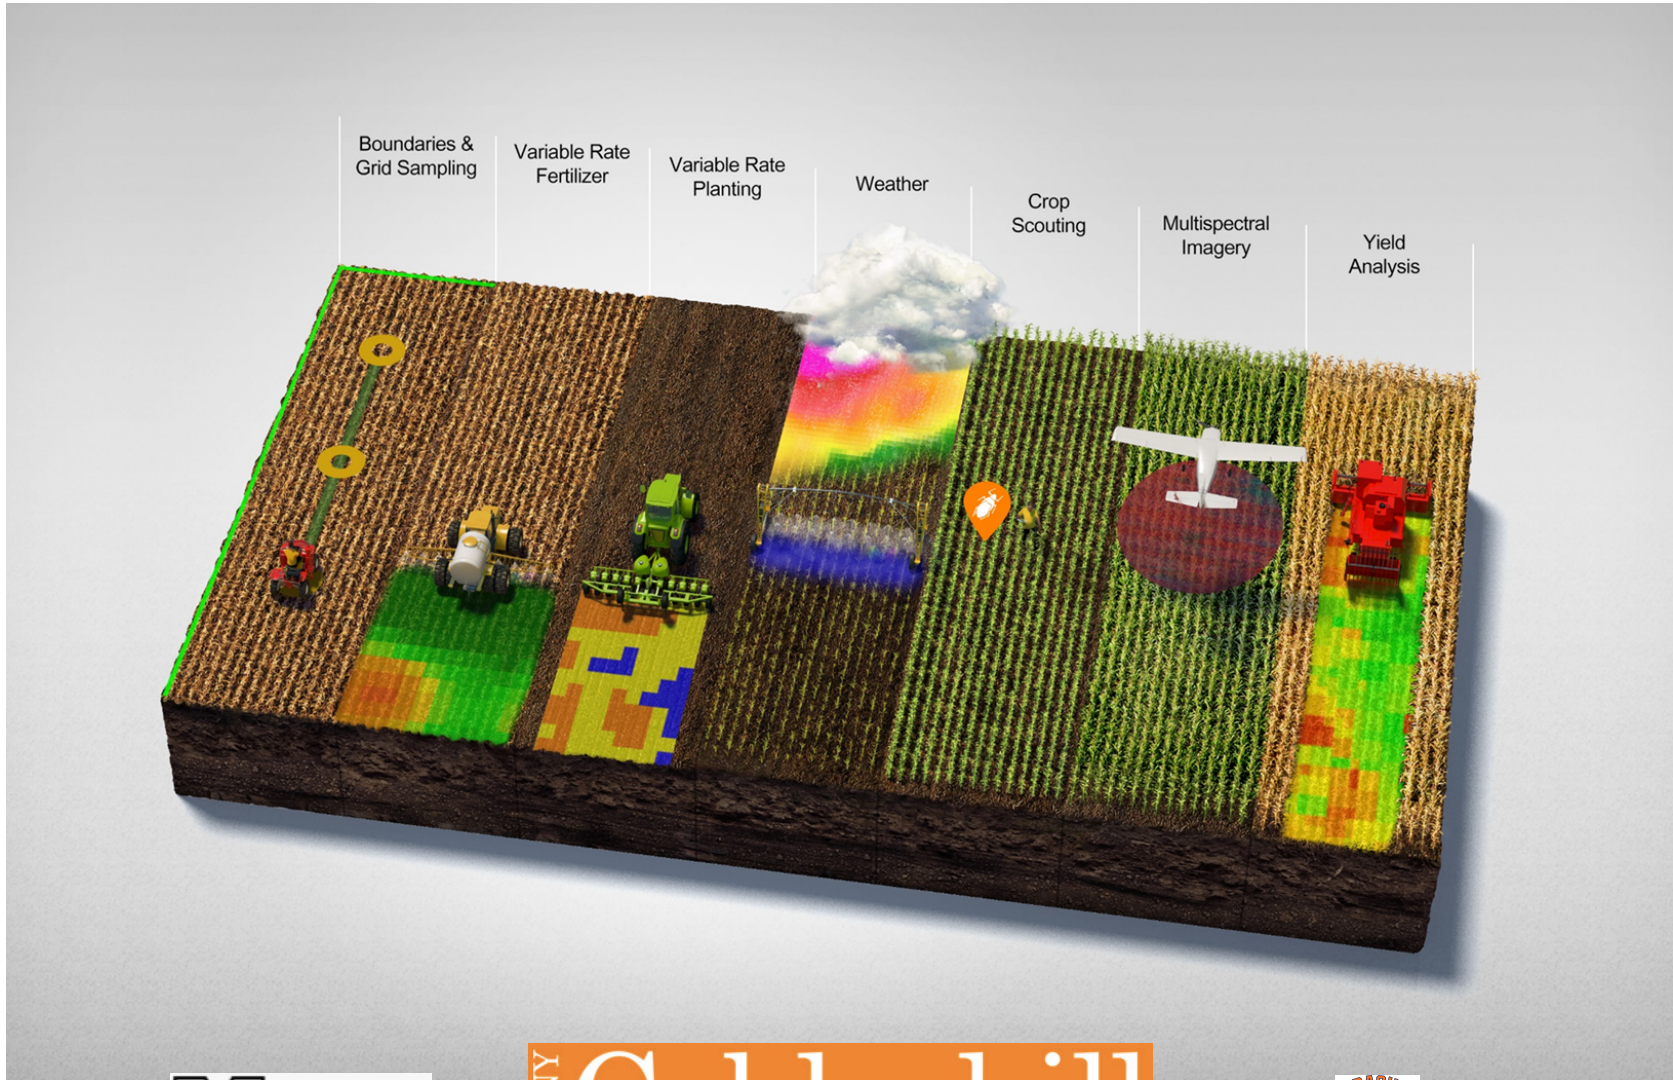 Boundaries &
Grid Sampling
Variable Rate
Fertilizer
Variable Rate
Planting
Weather
Crop
Scouting
Multispectral
Imagery
Yield
Analysis